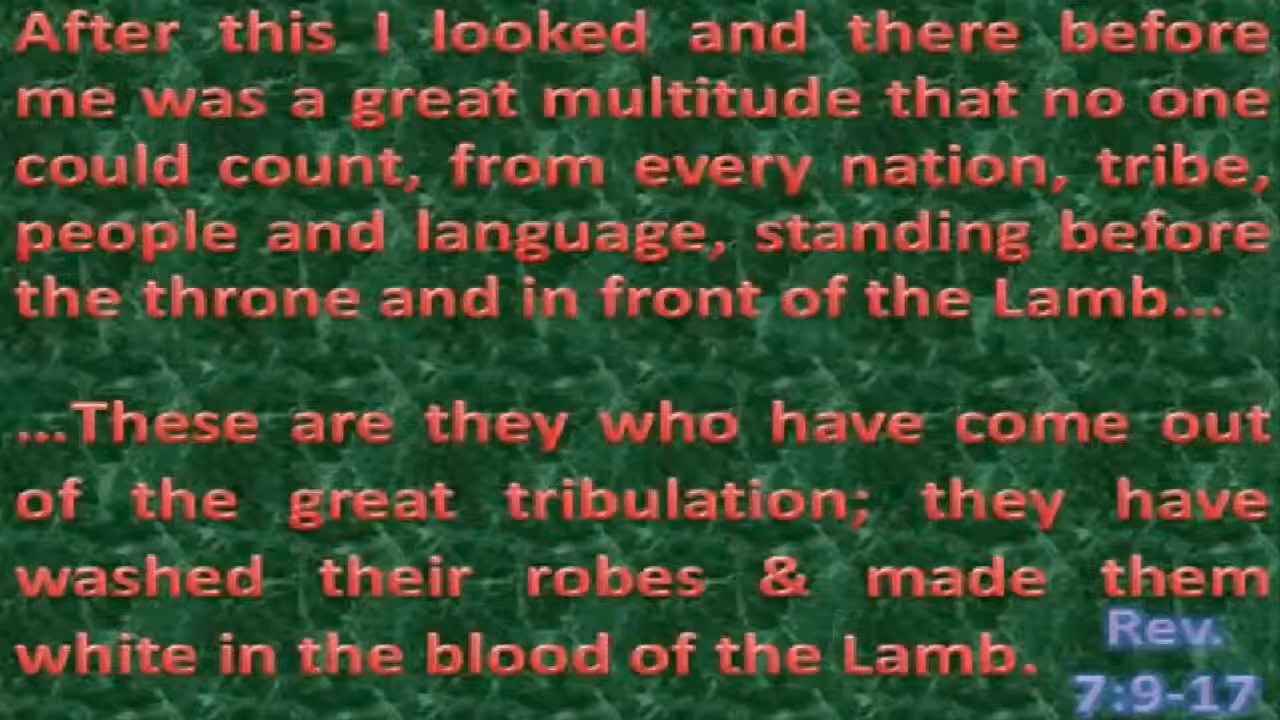 After this I looked and there before
me was a great multitude that no one
could count, from every nation, tribe,
people and language, standing before
the throne and in front of the Lamb...
...These are they who have come out
of the great tribulation; they have
washed their robes & made them
white in the blood of the Lamb.
Rev.
7:9-17